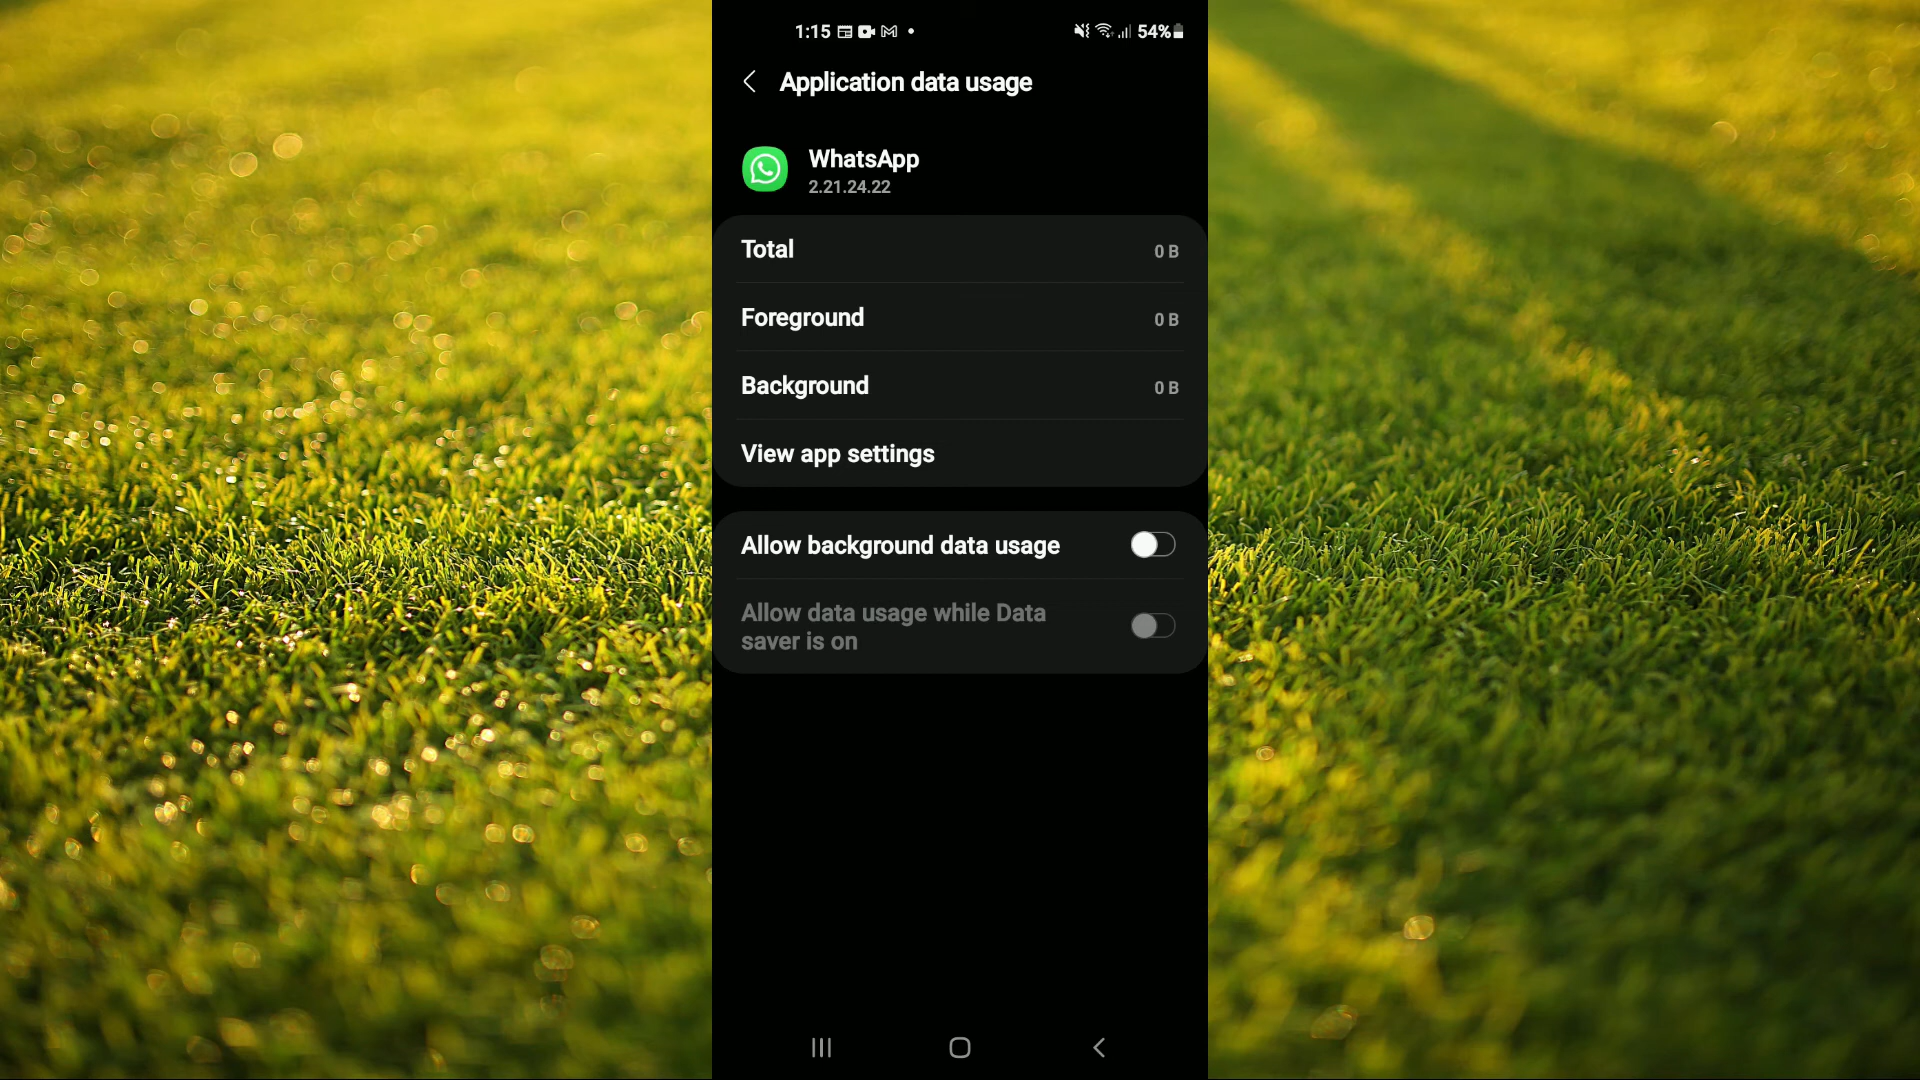 1:15 54%
Application data usage
WhatsApp
2.21.24.22
Total 0 B
Foreground 0 B
Background 0 B
View app settings
Allow background data usage
Allow data usage while Data
saver is on